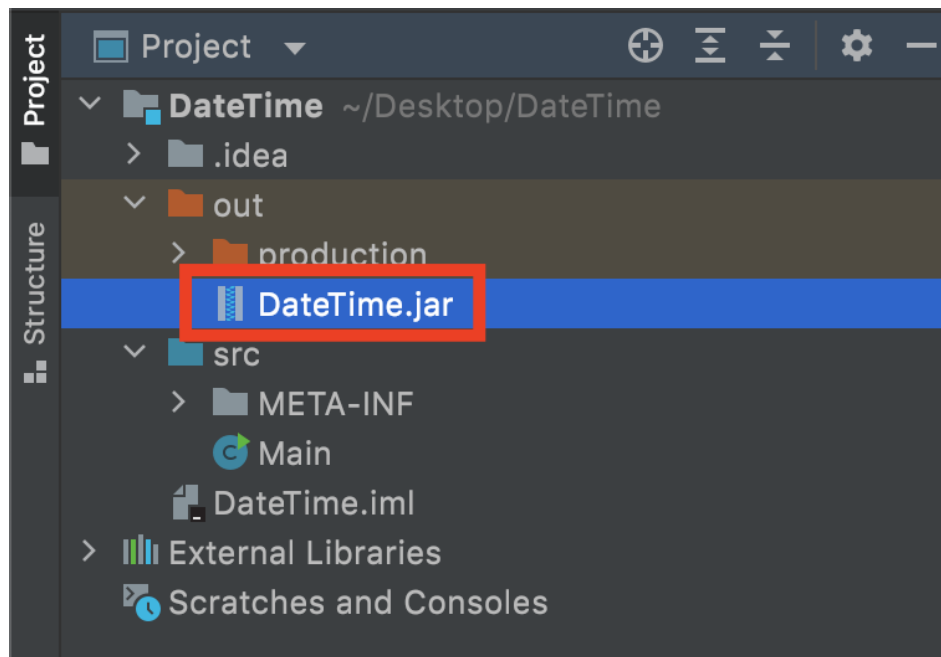 Project
Structure
Project
DateTime ~/Desktop/DateTime
.idea
out
production
DateTime.jar
src
META-INF
C Main
DateTime.iml
External Libraries
Scratches and Consoles